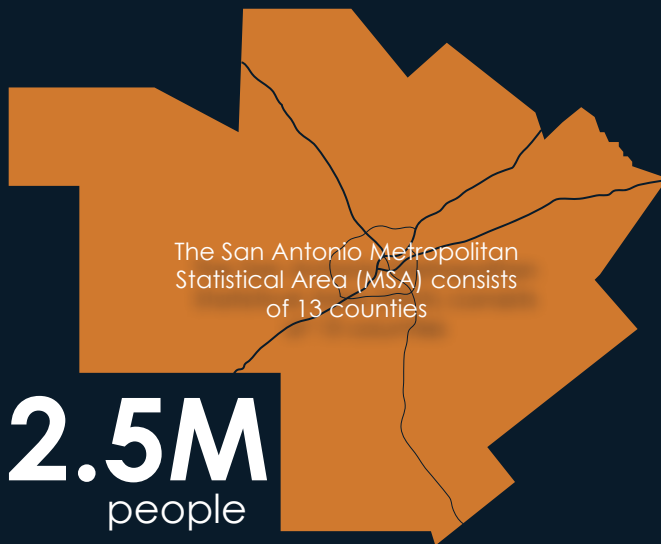 The San Antonio Metropolitan
Statistical Area (MSA) consists
of 13 counties
2.5M
people